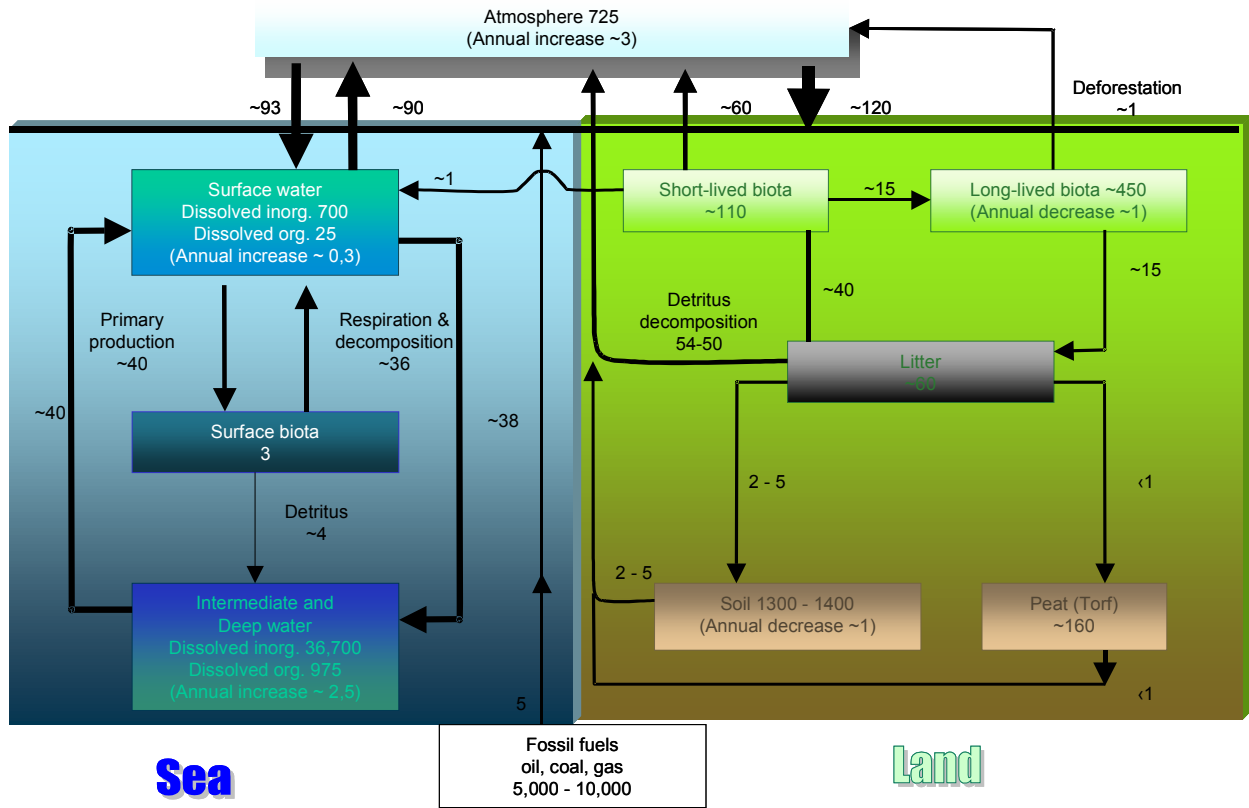 Atmosphere 725
(Annual increase ~3)
Deforestation
~1
~93
~90
~60
~120
Surface water
Dissolved inorg. 700
Dissolved org. 25
(Annual increase ~ 0,3)
~1
Short-lived biota
~110
~15
Long-lived biota ~450
(Annual decrease ~1)
~15
~40
Detritus
decomposition
54-50
Primary
production
~40
Respiration &
decomposition
~36
Litter
~60
~40
~38
Surface biota
3
2 - 5
‹1
Detritus
~4
2 - 5
Intermediate and
Deep water
Dissolved inorg. 36,700
Dissolved org. 975
(Annual increase ~ 2,5)
Soil 1300 - 1400
(Annual decrease ~1)
Peat (Torf)
~160
‹1
5
Fossil fuels
oil, coal, gas
5,000 - 10,000
Sea
Land